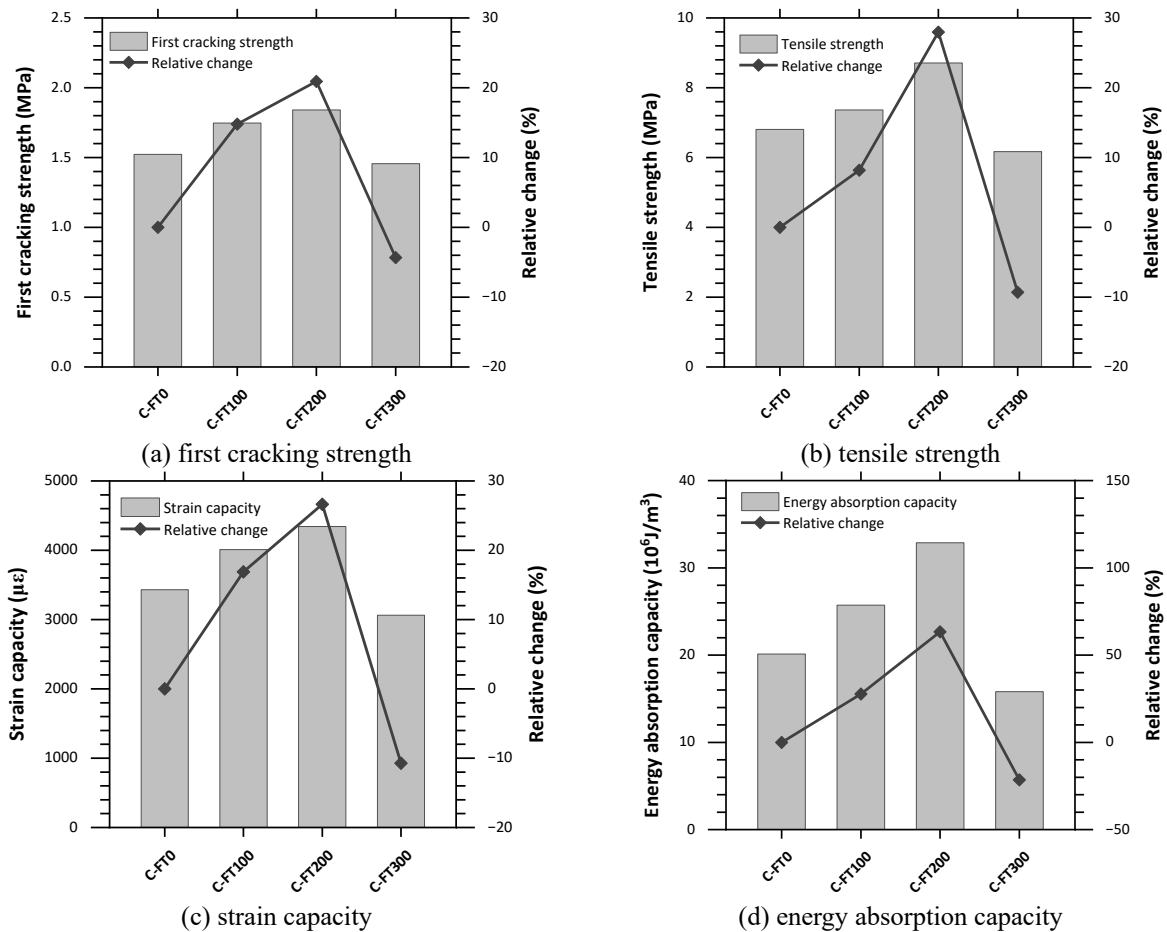 First cracking strength (MPa)
2.5
2.0
1.5
1.0
0.5
0.0
First cracking strength
Relative change
30
20
10
0
−10
−20
Relative change (%)
C-FT0
C-FT100
C-FT200
C-FT300
(a) first cracking strength
Tensile strength (MPa)
10
8
6
4
2
0
Tensile strength
Relative change
30
20
10
0
−10
−20
Relative change (%)
C-FT0
C-FT100
C-FT200
C-FT300
(b) tensile strength
Strain capacity (με)
5000
4000
3000
2000
1000
0
Strain capacity
Relative change
30
20
10
0
−10
−20
Relative change (%)
C-FT0
C-FT100
C-FT200
C-FT300
(c) strain capacity
Energy absorption capacity (10⁶J/m³)
40
30
20
10
0
Energy absorption capacity
Relative change
150
100
50
0
−50
Relative change (%)
C-FT0
C-FT100
C-FT200
C-FT300
(d) energy absorption capacity